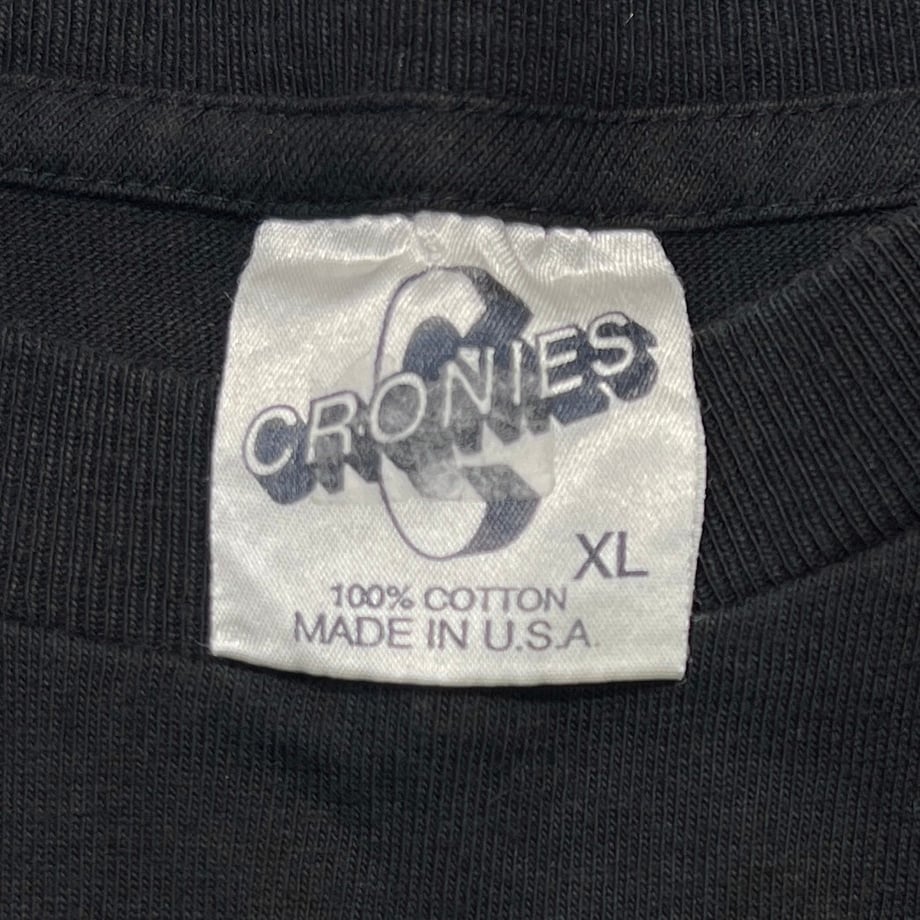 CRONIES
XL
100% COTTON
MADE IN U.S.A.